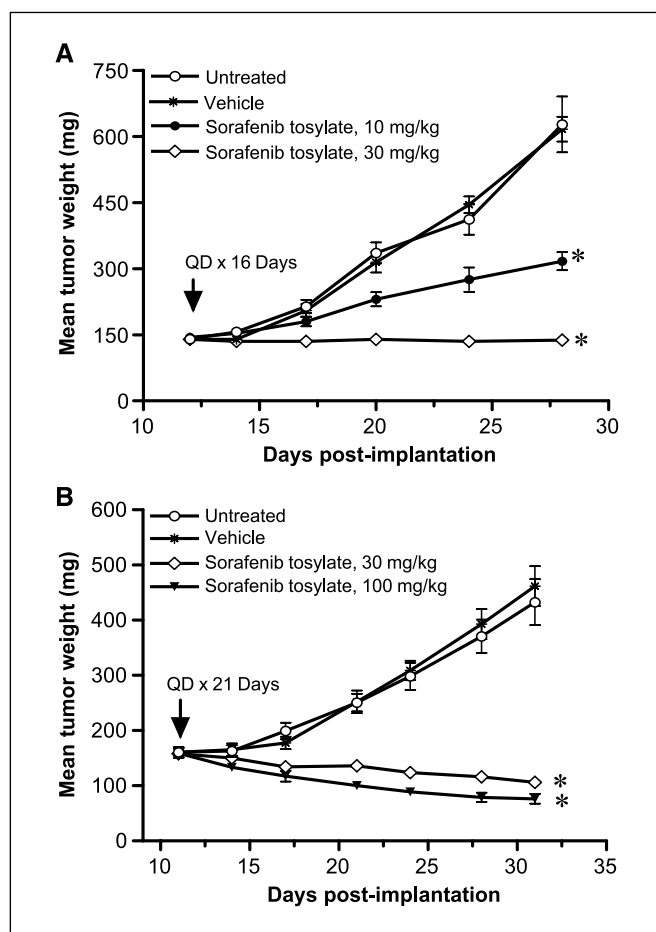 A
750
600
450
300
150
0
Mean tumor weight (mg)
Untreated
Vehicle
Sorafenib tosylate, 10 mg/kg
Sorafenib tosylate, 30 mg/kg
QD x 16 Days
*
*
10 15 20 25 30
Days post-implantation
B
600
500
400
300
200
100
0
Mean tumor weight (mg)
Untreated
Vehicle
Sorafenib tosylate, 30 mg/kg
Sorafenib tosylate, 100 mg/kg
QD x 21 Days
*
*
10 15 20 25 30 35
Days post-implantation